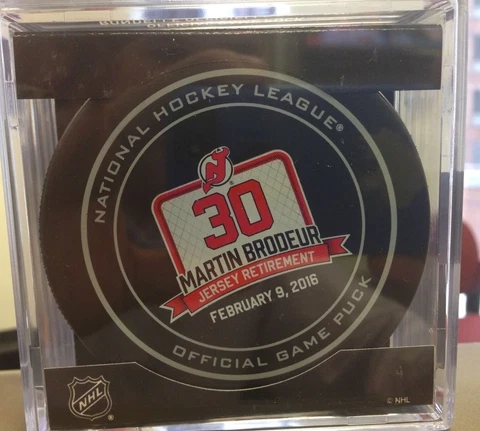 NATIONAL HOCKEY LEAGUE®
30
MARTIN BRODEUR
JERSEY RETIREMENT
FEBRUARY 9, 2016
OFFICIAL GAME PUCK
NHL ®
© NHL